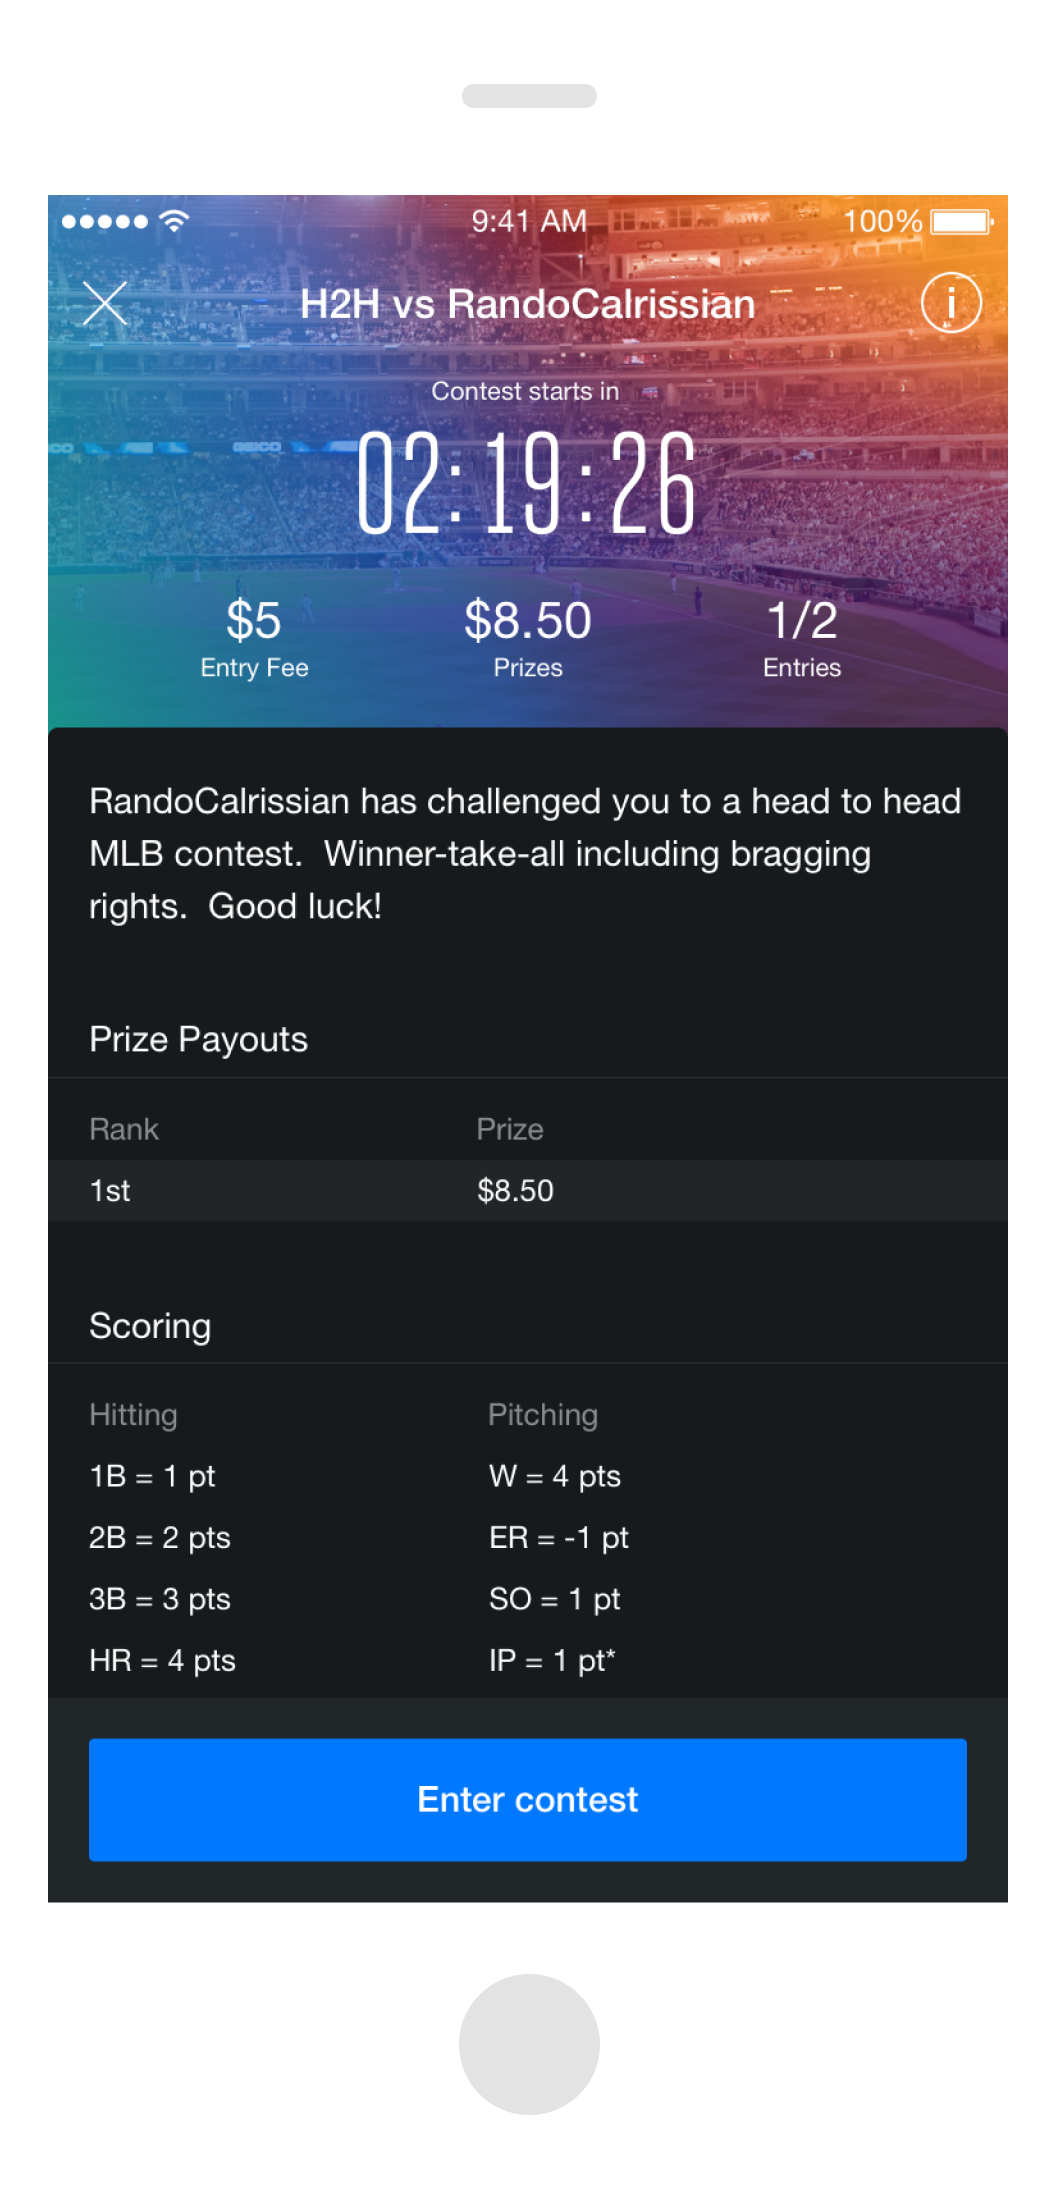 9:41 AM 100%
H2H vs RandoCalrissian
Contest starts in
GEICO
02:19:26
$5 $8.50 1/2
Entry Fee Prizes Entries
RandoCalrissian has challenged you to a head to head
MLB contest.  Winner-take-all including bragging
rights.  Good luck!
Prize Payouts
Rank Prize
1st $8.50
Scoring
Hitting Pitching
1B = 1 pt W = 4 pts
2B = 2 pts ER = -1 pt
3B = 3 pts SO = 1 pt
HR = 4 pts IP = 1 pt*
Enter contest